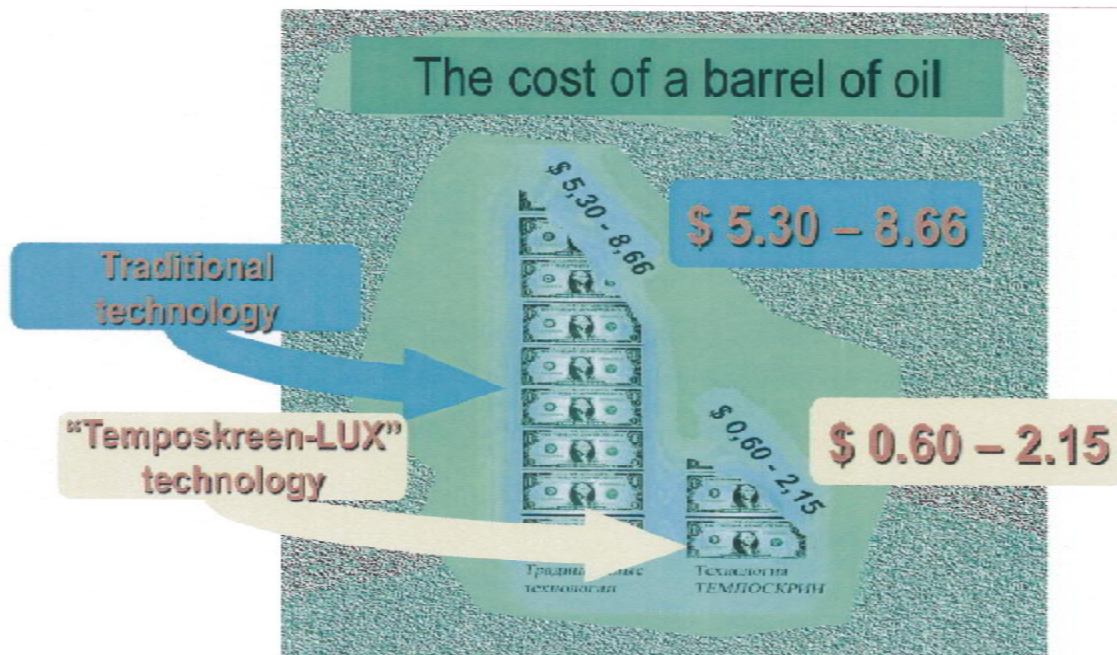 The cost of a barrel of oil
$ 5,30 - 8,66
$ 5.30 – 8.66
Traditional
technology
"Temposkreen-LUX"
technology
$ 0,60 - 2,15
$ 0.60 – 2.15
технологии
Технология
ТЕМПОСКРИН